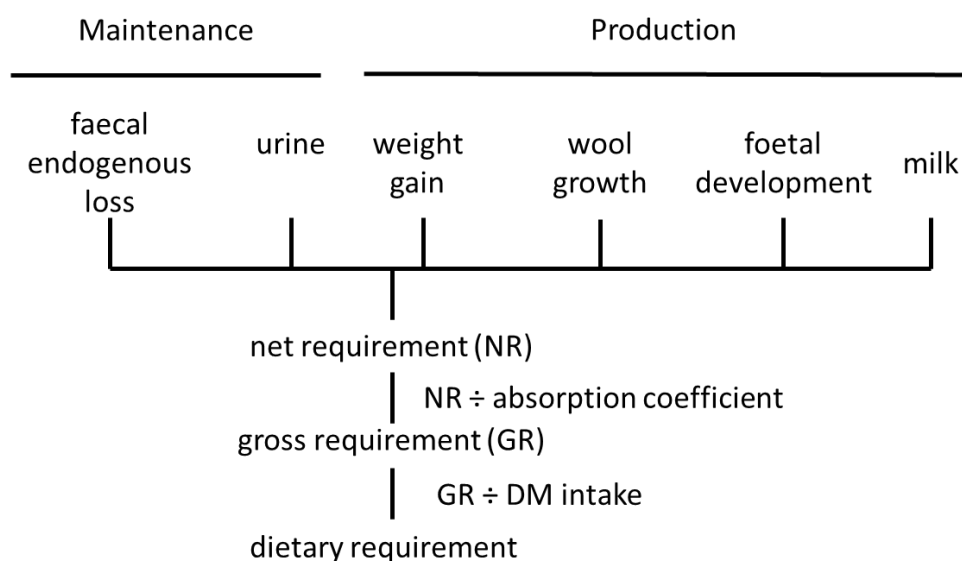 Maintenance
Production
faecal
endogenous
loss
urine
weight
gain
wool
growth
foetal
development
milk
net requirement (NR)
NR ÷ absorption coefficient
gross requirement (GR)
GR ÷ DM intake
dietary requirement